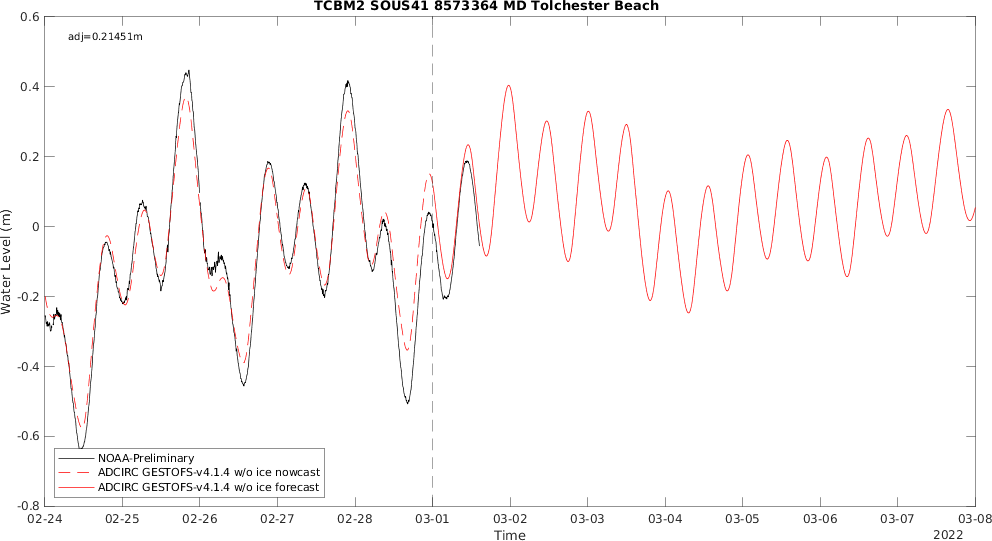 TCBM2 SOUS41 8573364 MD Tolchester Beach
adj=0.21451m
0.6
0.4
0.2
0
-0.2
-0.4
-0.6
-0.8
Water Level (m)
NOAA-Preliminary
ADCIRC GESTOFS-v4.1.4 w/o ice nowcast
ADCIRC GESTOFS-v4.1.4 w/o ice forecast
02-24 02-25 02-26 02-27 02-28 03-01 03-02 03-03 03-04 03-05 03-06 03-07 03-08
Time
2022